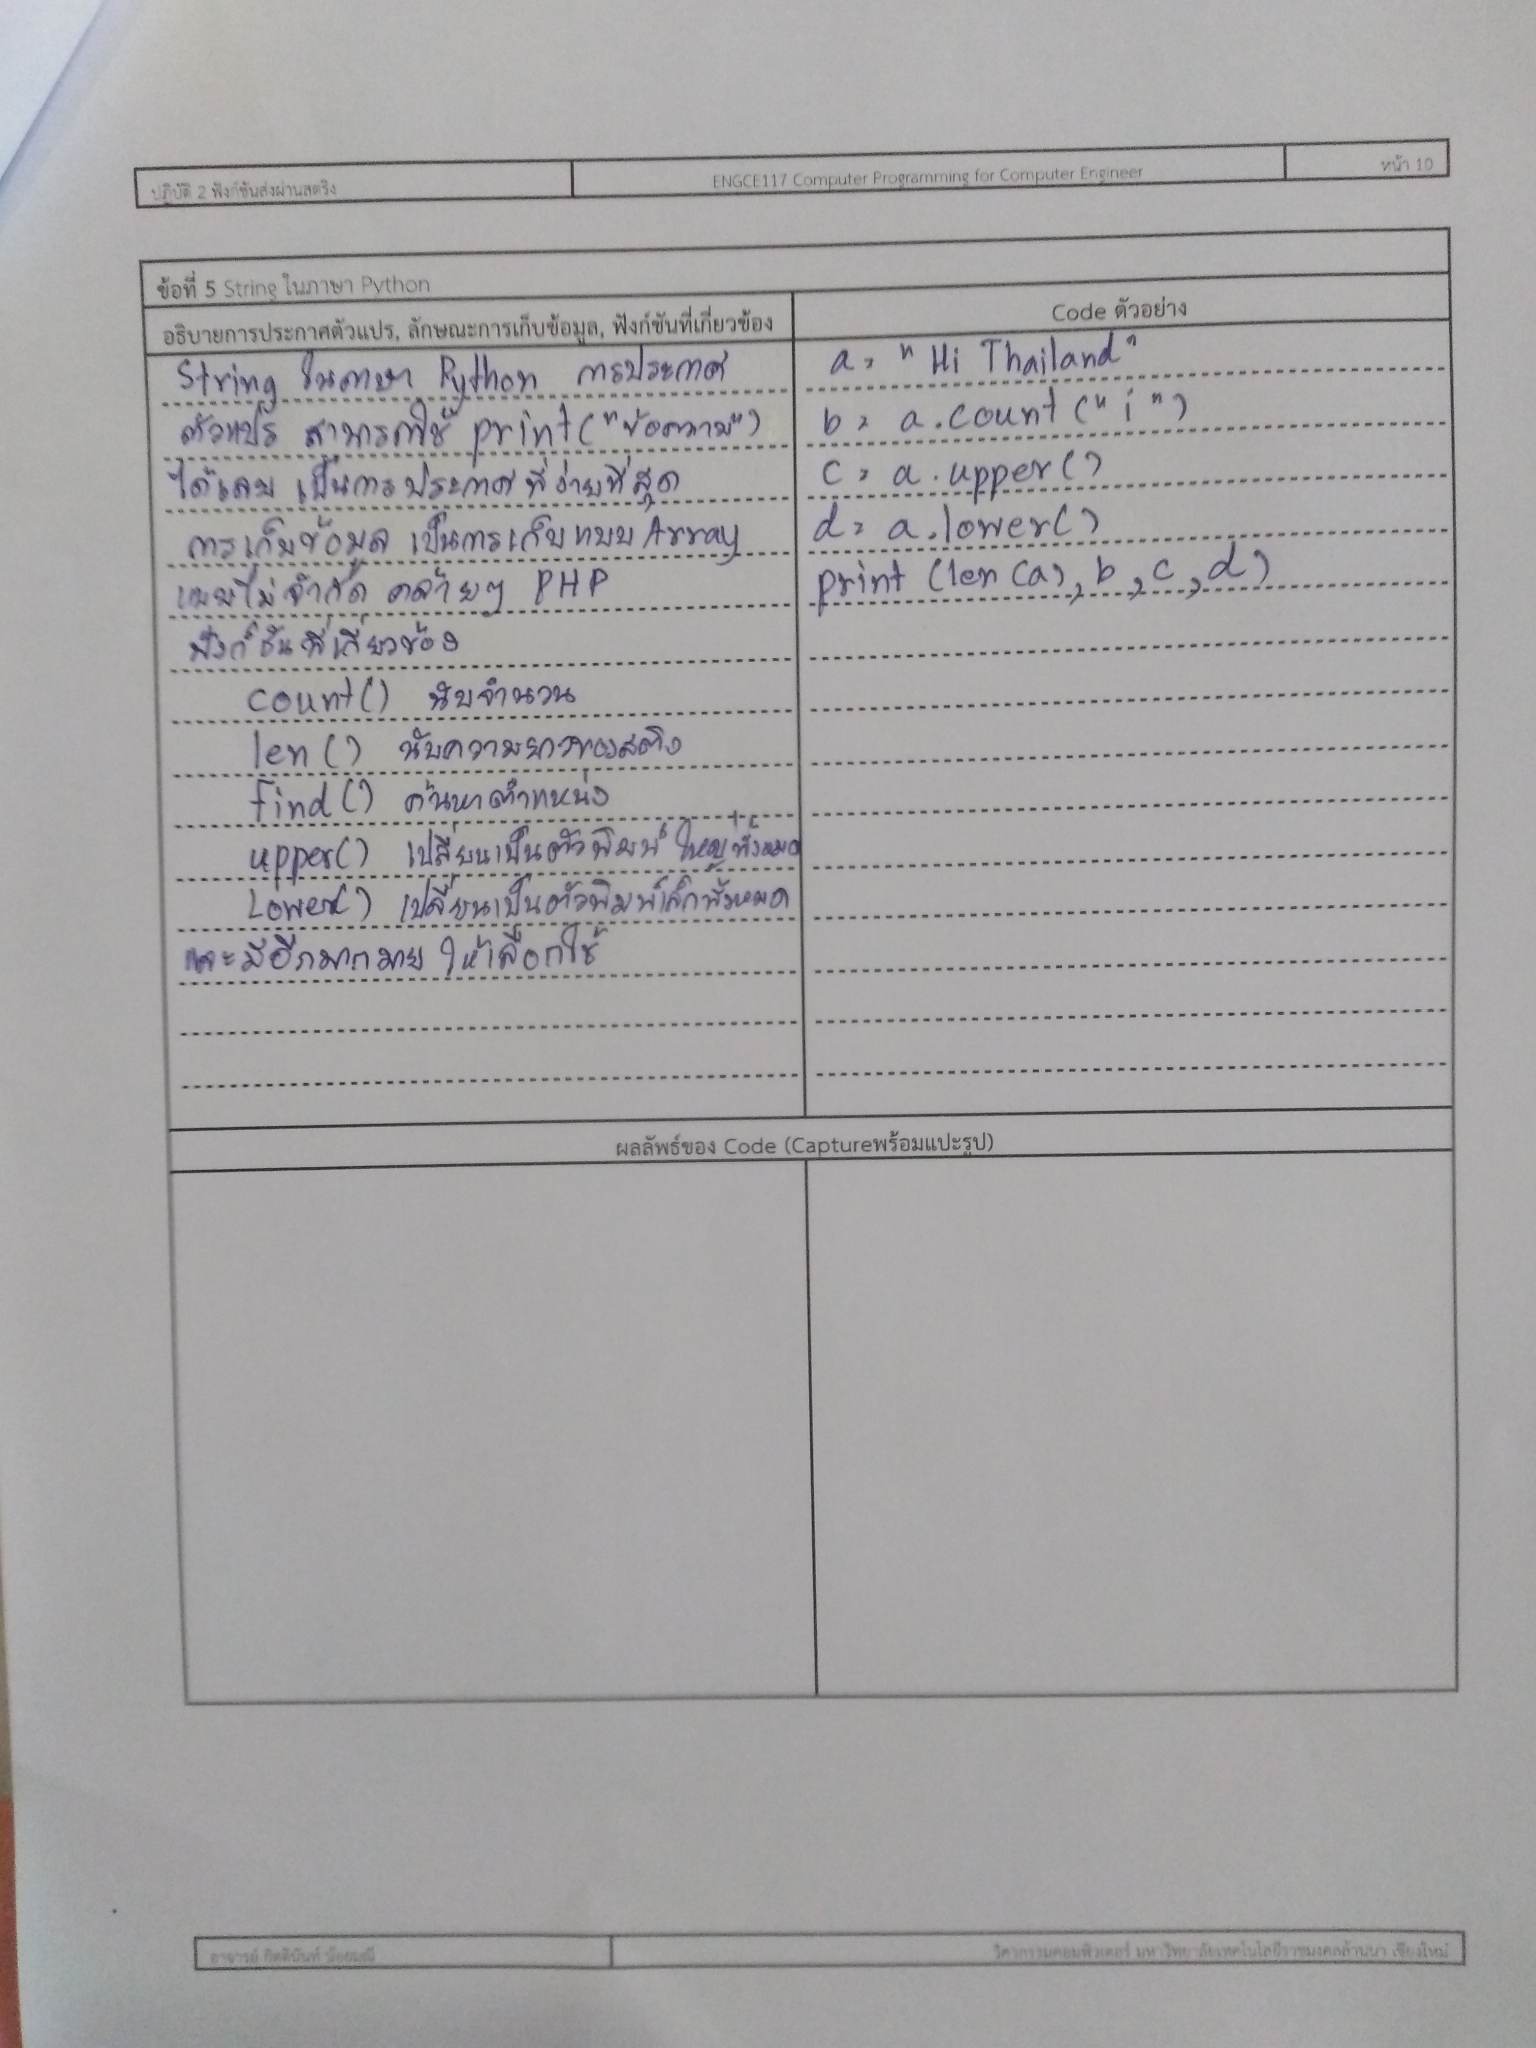 ปฏิบัติ 2 ฟังก์ชันส่งผ่านสตริง
ENGCE117 Computer Programming for Computer Engineer
หน้า 10
ข้อที่ 5 String ในภาษา Python
อธิบายการประกาศตัวแปร, ลักษณะการเก็บข้อมูล, ฟังก์ชันที่เกี่ยวข้อง
String ในภาษา Python การประกาศ
ตัวแปร สามารถใช้ print("ข้อความ")
ได้เลย เป็นการประกาศที่ง่ายที่สุด
การเก็บข้อมูล เป็นการเก็บแบบ Array
แบบไม่จำกัด คล้ายๆ PHP
ฟังก์ชันที่เกี่ยวข้อง
count() นับจำนวน
len() นับความยาวของสตริง
find() ค้นหาตำแหน่ง
upper() เปลี่ยนเป็นตัวพิมพ์ใหญ่ทั้งหมด
Lower() เปลี่ยนเป็นตัวพิมพ์เล็กทั้งหมด
และมีอีกมากมาย ให้เลือกใช้
Code ตัวอย่าง
a = "Hi Thailand"
b = a.count("i")
c = a.upper()
d = a.lower()
print(len(a), b, c, d)
ผลลัพธ์ของ Code (Captureพร้อมแปะรูป)
อาจารย์ กิตตินันท์ น้อยมณี
วิศวกรรมคอมพิวเตอร์ มหาวิทยาลัยเทคโนโลยีราชมงคลล้านนา เชียงใหม่